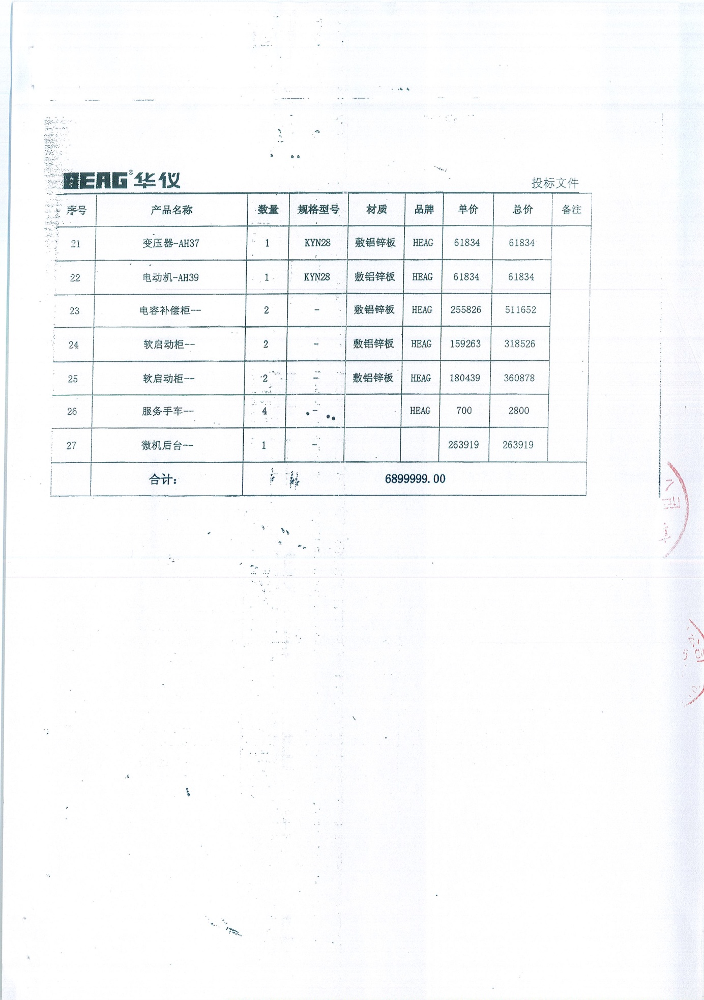 HEAG®华仪
投标文件
序号 产品名称 数量 规格型号 材质 品牌 单价 总价 备注
21 变压器-AH37 1 KYN28 敷铝锌板 HEAG 61834 61834
22 电动机-AH39 1 KYN28 敷铝锌板 HEAG 61834 61834
23 电容补偿柜-- 2 - 敷铝锌板 HEAG 255826 511652
24 软启动柜-- 2 - 敷铝锌板 HEAG 159263 318526
25 软启动柜-- 2 - 敷铝锌板 HEAG 180439 360878
26 服务手车-- 4 - HEAG 700 2800
27 微机后台-- 1 - 263919 263919
合计: 6899999.00
公司